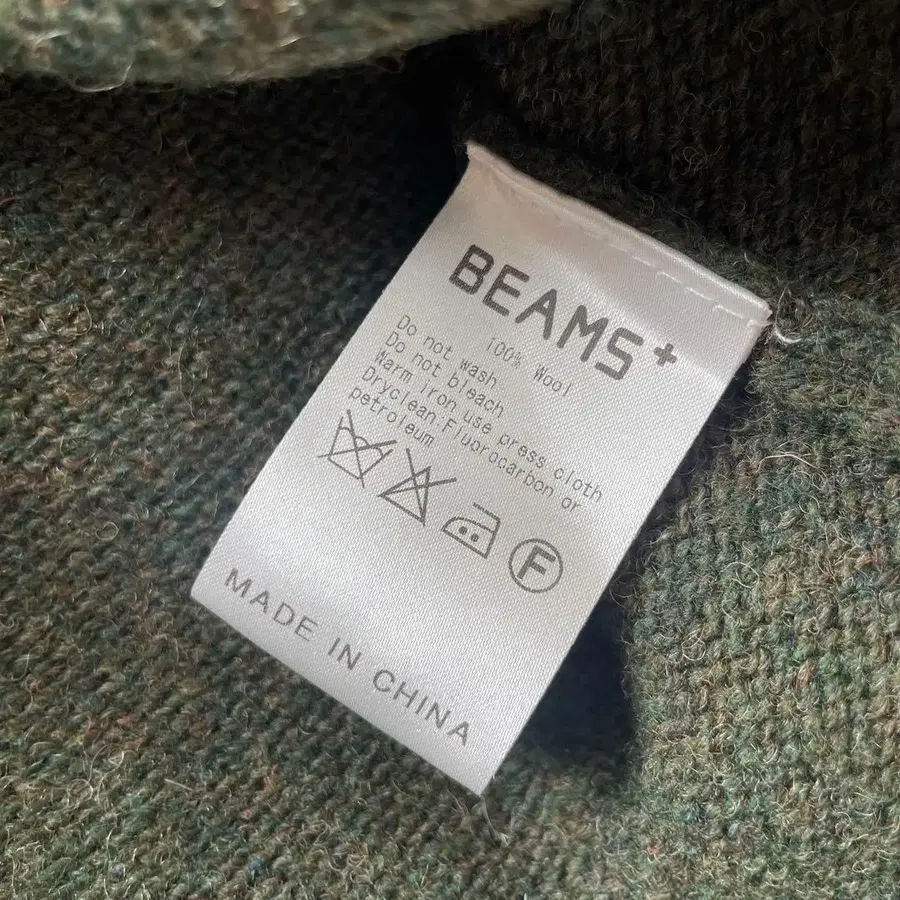 BEAMS+
100% Wool
Do not wash
Do not bleach
Warm iron use press cloth
Dryclean.Fluorocarbon or
petroleum
F
MADE IN CHINA